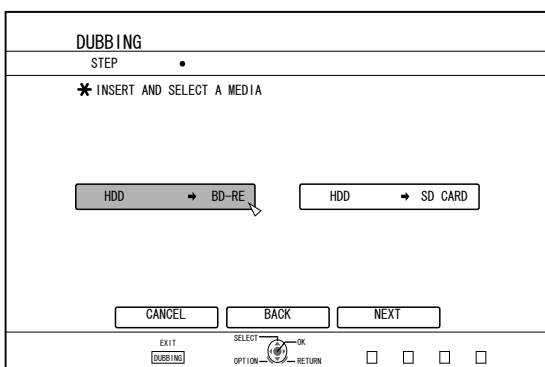 DUBBING
STEP •
✱ INSERT AND SELECT A MEDIA
HDD ➡ BD-RE
HDD ➡ SD CARD
CANCEL
BACK
NEXT
EXIT
DUBBING
SELECT
OK
OPTION
RETURN